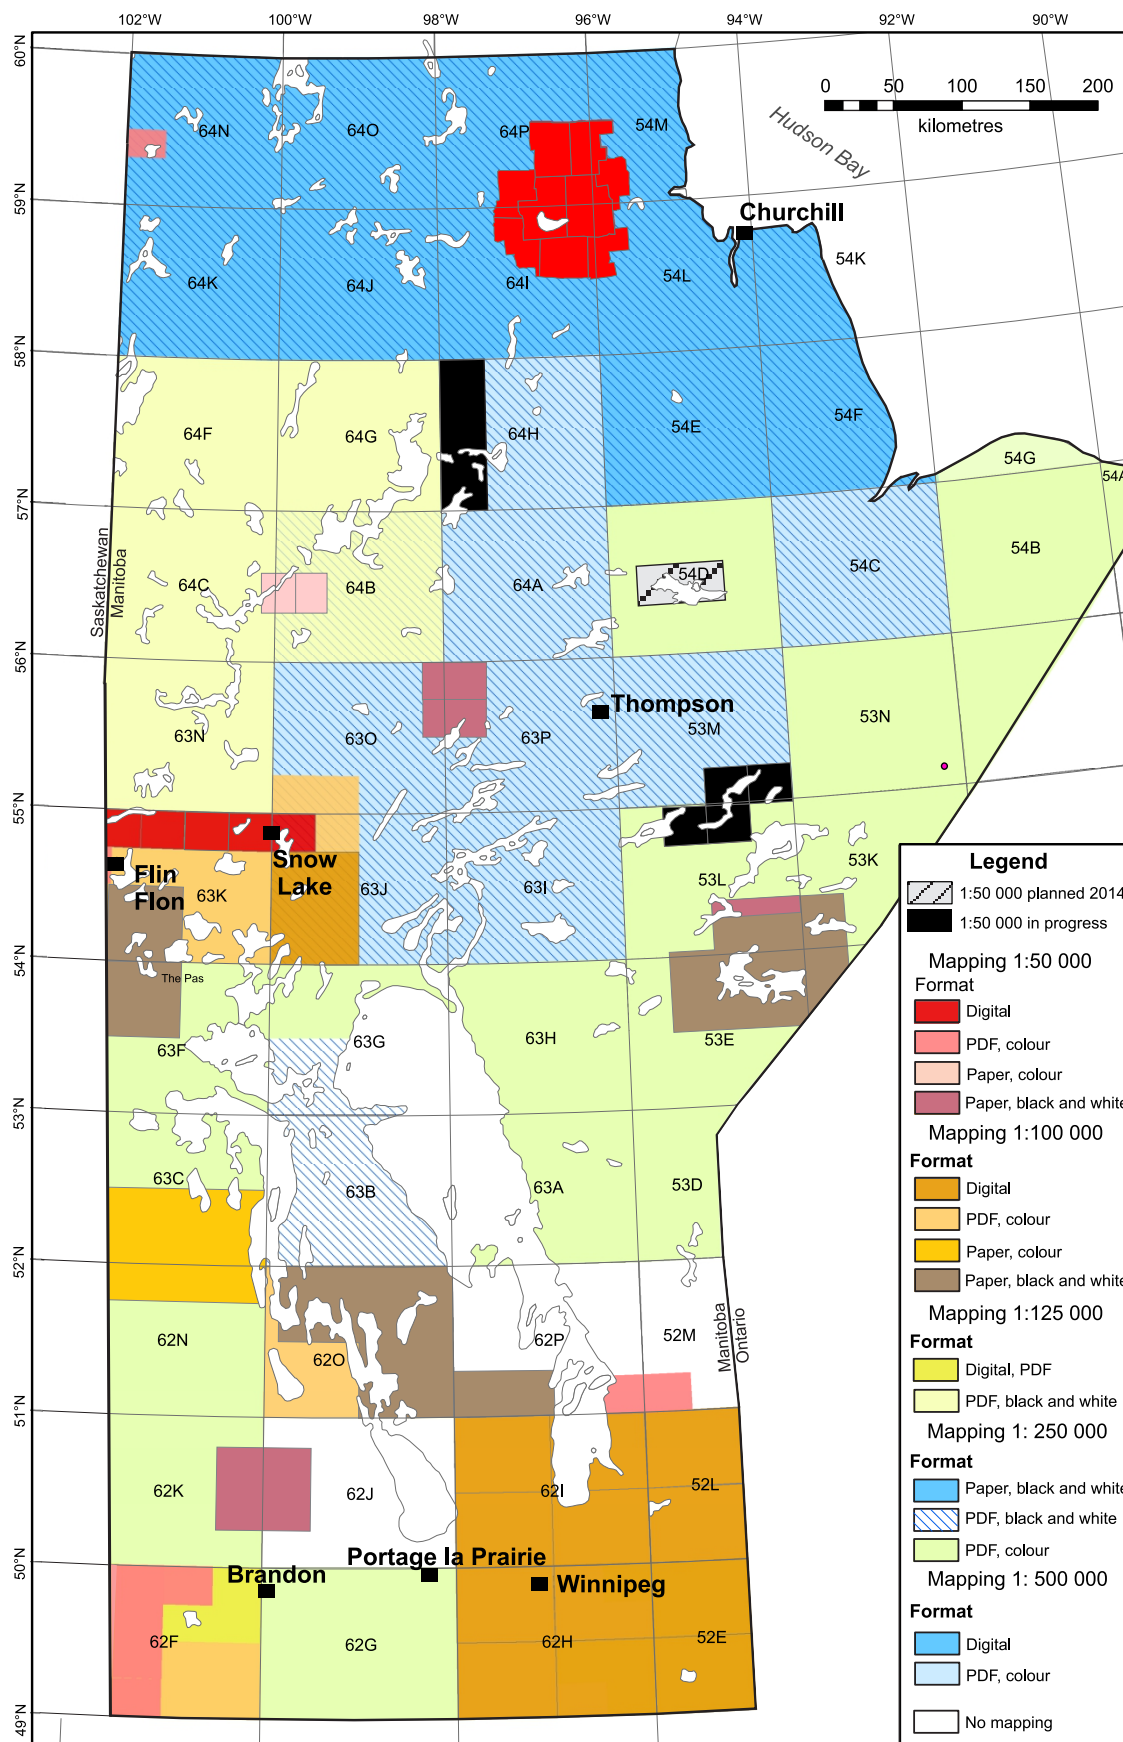 102°W 100°W 98°W 96°W 94°W 92°W 90°W
60°N
0 50 100 150 200
kilometres
Hudson Bay
64N 64O 64P 54M
59°N
Churchill
54K
64K 64J 64I 54L
58°N
64F 64G 64H 54E 54F
54G
54A
57°N
Saskatchewan
Manitoba
64C 64B 64A 54D 54C 54B
56°N
Thompson
63N 63O 63P 53M 53N
55°N
Snow
Lake
Flin
Flon
63K 63J 63I 53L 53K
54°N
The Pas
63F 63G 63H 53E
53°N
63C 63B 63A 53D
52°N
Manitoba
Ontario
62N 62O 62P 52M
51°N
62K 62J 62I 52L
50°N
Brandon
Portage la Prairie
Winnipeg
62F 62G 62H 52E
49°N
Legend
1:50 000 planned 2014
1:50 000 in progress
Mapping 1:50 000
Format
Digital
PDF, colour
Paper, colour
Paper, black and white
Mapping 1:100 000
Format
Digital
PDF, colour
Paper, colour
Paper, black and white
Mapping 1:125 000
Format
Digital, PDF
PDF, black and white
Mapping 1: 250 000
Format
Paper, black and white
PDF, black and white
PDF, colour
Mapping 1: 500 000
Format
Digital
PDF, colour
No mapping